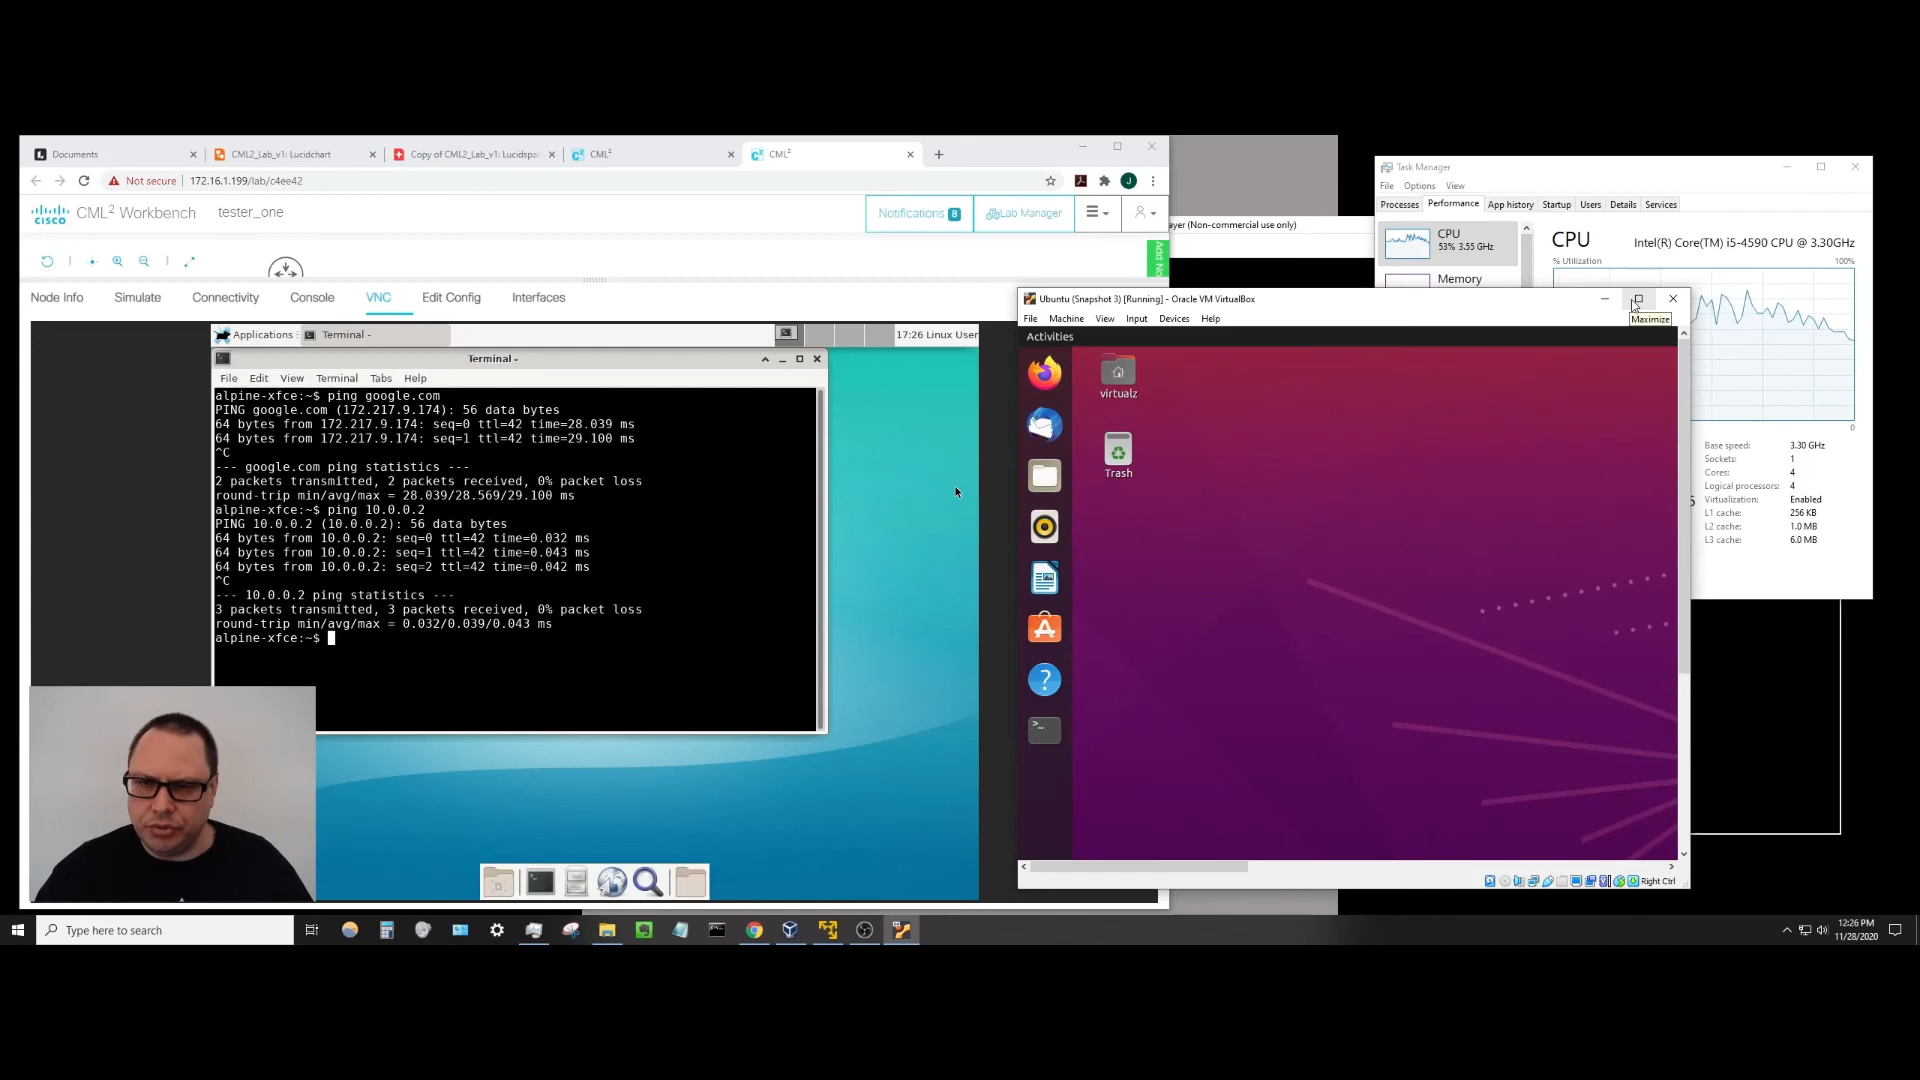 Documents
CML2_Lab_v1: Lucidchart
Copy of CML2_Lab_v1: Lucidspar
CML²
CML²
Not secure
172.16.1.199/lab/c4ee42
J
CISCO
CML² Workbench
tester_one
Notifications 8
Lab Manager
Add No
Node Info
Simulate
Connectivity
Console
VNC
Edit Config
Interfaces
Applications
Terminal -
17:26 Linux User
Terminal -
File Edit View Terminal Tabs Help
alpine-xfce:~$ ping google.com
PING google.com (172.217.9.174): 56 data bytes
64 bytes from 172.217.9.174: seq=0 ttl=42 time=28.039 ms
64 bytes from 172.217.9.174: seq=1 ttl=42 time=29.100 ms
^C
--- google.com ping statistics ---
2 packets transmitted, 2 packets received, 0% packet loss
round-trip min/avg/max = 28.039/28.569/29.100 ms
alpine-xfce:~$ ping 10.0.0.2
PING 10.0.0.2 (10.0.0.2): 56 data bytes
64 bytes from 10.0.0.2: seq=0 ttl=42 time=0.032 ms
64 bytes from 10.0.0.2: seq=1 ttl=42 time=0.043 ms
64 bytes from 10.0.0.2: seq=2 ttl=42 time=0.042 ms
^C
--- 10.0.0.2 ping statistics ---
3 packets transmitted, 3 packets received, 0% packet loss
round-trip min/avg/max = 0.032/0.039/0.043 ms
alpine-xfce:~$
ayer (Non-commercial use only)
Task Manager
File Options View
Processes Performance App history Startup Users Details Services
CPU
53% 3.55 GHz
Memory
CPU
Intel(R) Core(TM) i5-4590 CPU @ 3.30GHz
% Utilization
100%
0
Base speed: 3.30 GHz
Sockets: 1
Cores: 4
Logical processors: 4
Virtualization: Enabled
L1 cache: 256 KB
L2 cache: 1.0 MB
L3 cache: 6.0 MB
5
Ubuntu (Snapshot 3) [Running] - Oracle VM VirtualBox
Maximize
File Machine View Input Devices Help
Activities
virtualz
Trash
Right Ctrl
Type here to search
12:26 PM
11/28/2020